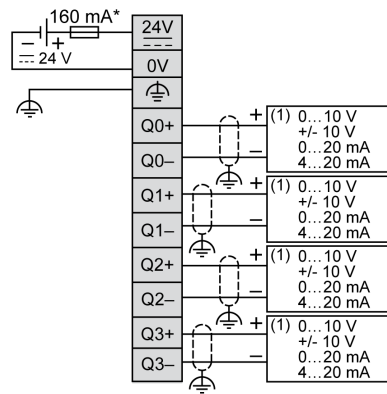 160 mA*
24V
– +
24 V
0V
Q0+
+ (1) 0...10 V
+/- 10 V
0...20 mA
Q0–
– 4...20 mA
Q1+
+ (1) 0...10 V
+/- 10 V
0...20 mA
Q1–
– 4...20 mA
Q2+
+ (1) 0...10 V
+/- 10 V
0...20 mA
Q2–
– 4...20 mA
Q3+
+ (1) 0...10 V
+/- 10 V
0...20 mA
Q3–
– 4...20 mA